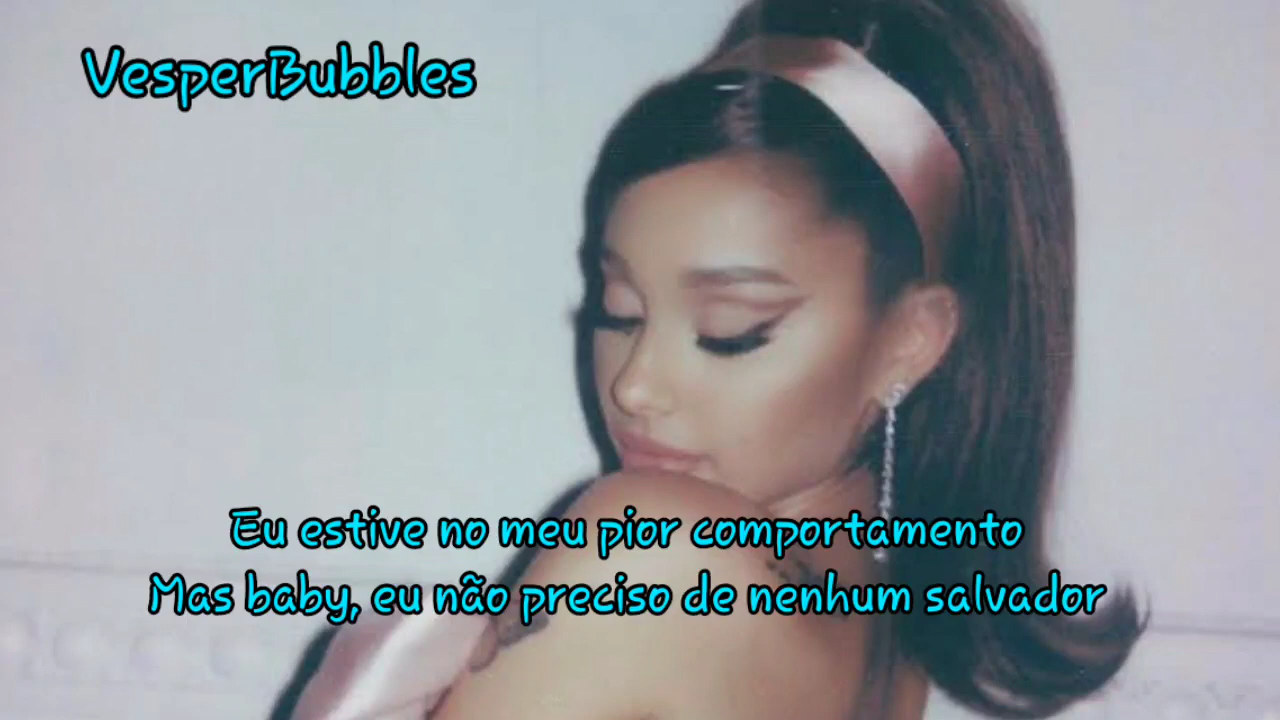 VesperBubbles
Eu estive no meu pior comportamento
Mas baby, eu não preciso de nenhum salvador